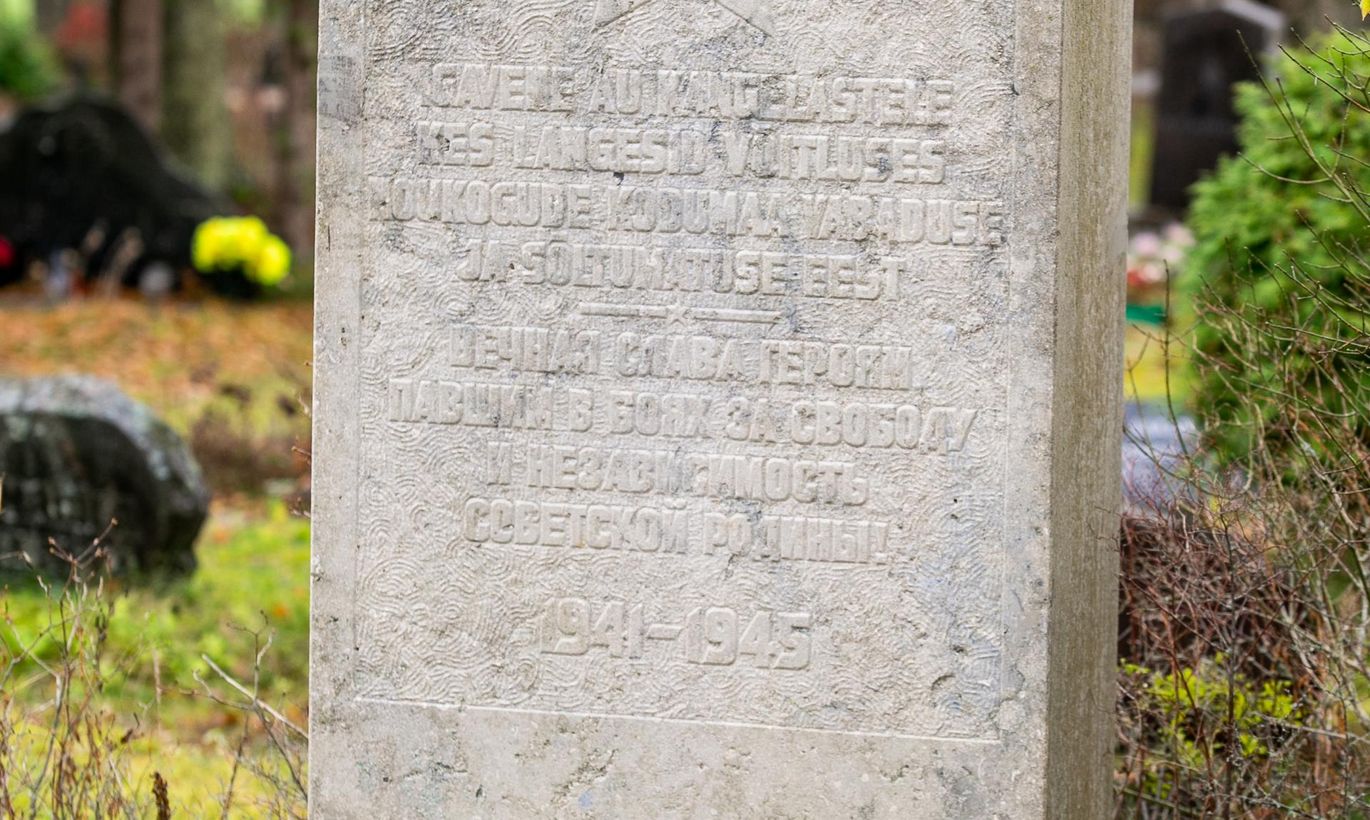 IGAVENE AU KANGELASTELE
KES LANGESID VÕITLUSES
NÕUKOGUDE KODUMAA VABADUSE
JA SÕLTUMATUSE EEST
ВЕЧНАЯ СЛАВА ГЕРОЯМ
ПАВШИМ В БОЯХ ЗА СВОБОДУ
И НЕЗАВИСИМОСТЬ
СОВЕТСКОЙ РОДИНЫ!
1941-1945